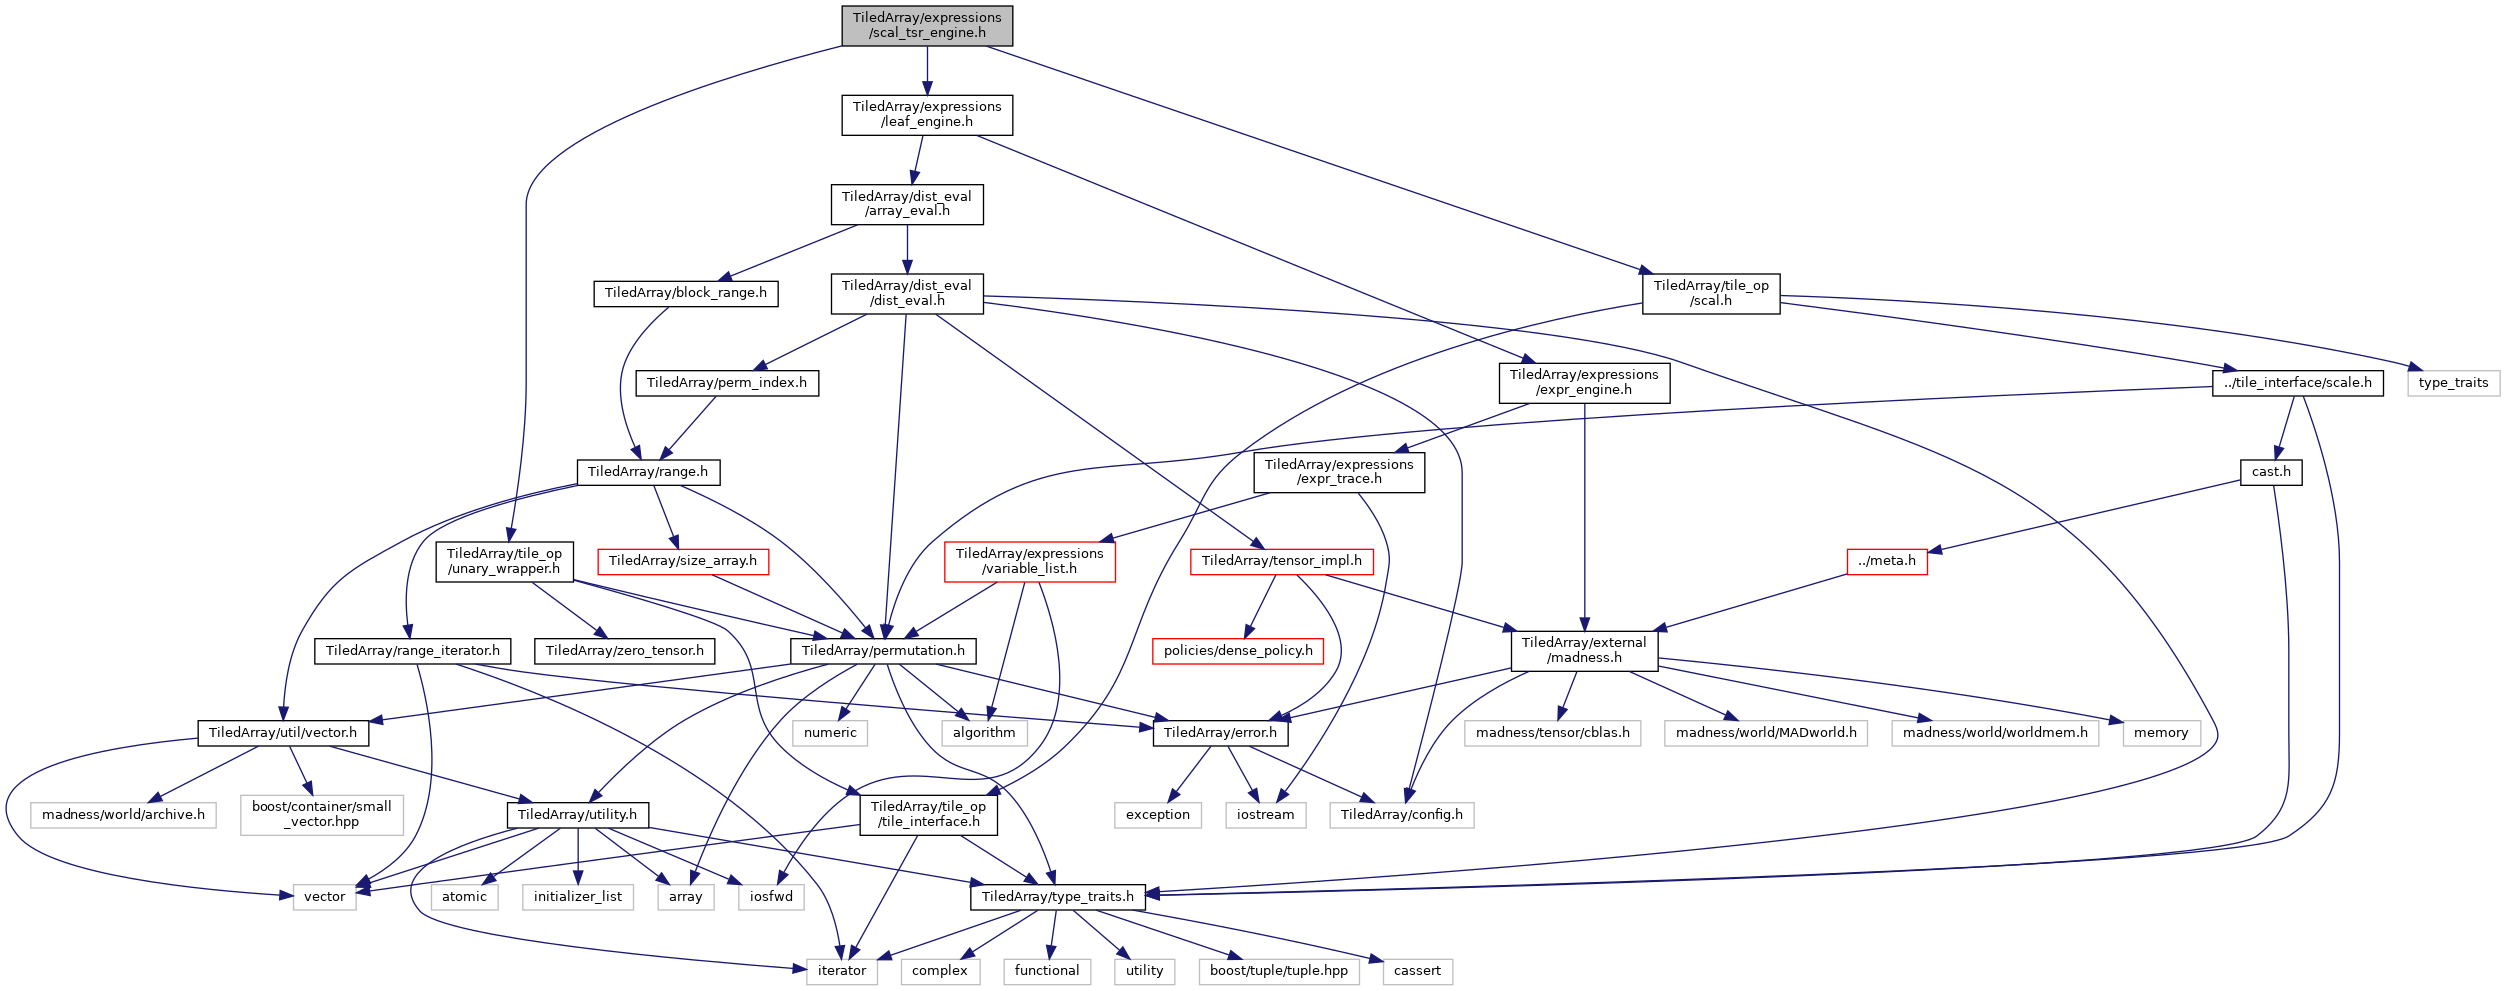 TiledArray/expressions
/scal_tsr_engine.h
TiledArray/expressions
/leaf_engine.h
TiledArray/dist_eval
/array_eval.h
TiledArray/block_range.h
TiledArray/dist_eval
/dist_eval.h
TiledArray/tile_op
/scal.h
TiledArray/perm_index.h
TiledArray/expressions
/expr_engine.h
../tile_interface/scale.h
type_traits
TiledArray/range.h
TiledArray/expressions
/expr_trace.h
cast.h
TiledArray/tile_op
/unary_wrapper.h
TiledArray/size_array.h
TiledArray/expressions
/variable_list.h
TiledArray/tensor_impl.h
../meta.h
TiledArray/range_iterator.h
TiledArray/zero_tensor.h
TiledArray/permutation.h
policies/dense_policy.h
TiledArray/external
/madness.h
TiledArray/util/vector.h
numeric
algorithm
TiledArray/error.h
madness/tensor/cblas.h
madness/world/MADworld.h
madness/world/worldmem.h
memory
madness/world/archive.h
boost/container/small
_vector.hpp
TiledArray/utility.h
TiledArray/tile_op
/tile_interface.h
exception
iostream
TiledArray/config.h
vector
atomic
initializer_list
array
iosfwd
TiledArray/type_traits.h
iterator
complex
functional
utility
boost/tuple/tuple.hpp
cassert